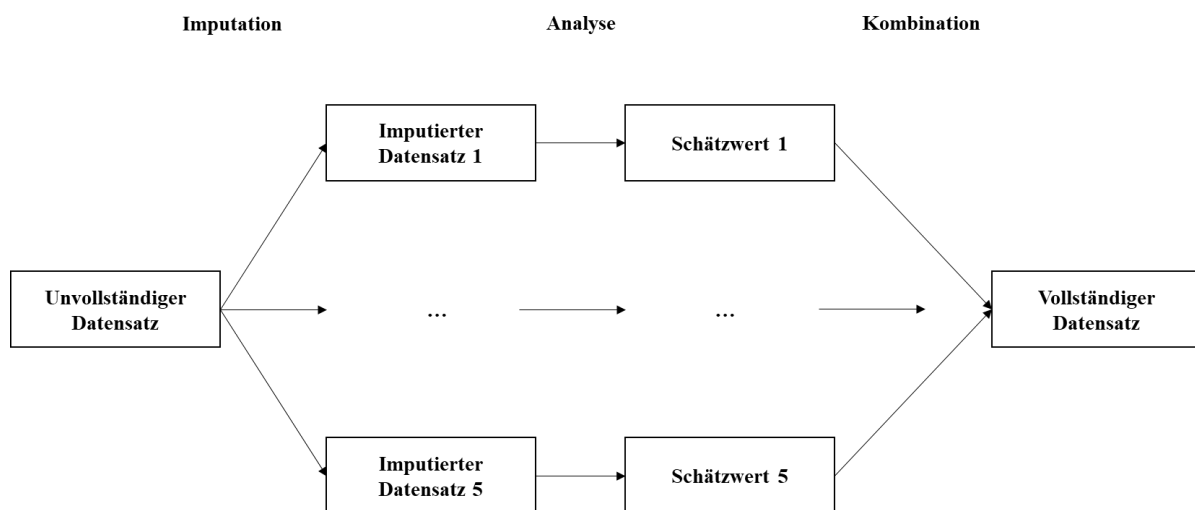 Imputation
Analyse
Kombination
Imputierter
Datensatz 1
Schätzwert 1
Unvollständiger
Datensatz
...
...
Vollständiger
Datensatz
Imputierter
Datensatz 5
Schätzwert 5